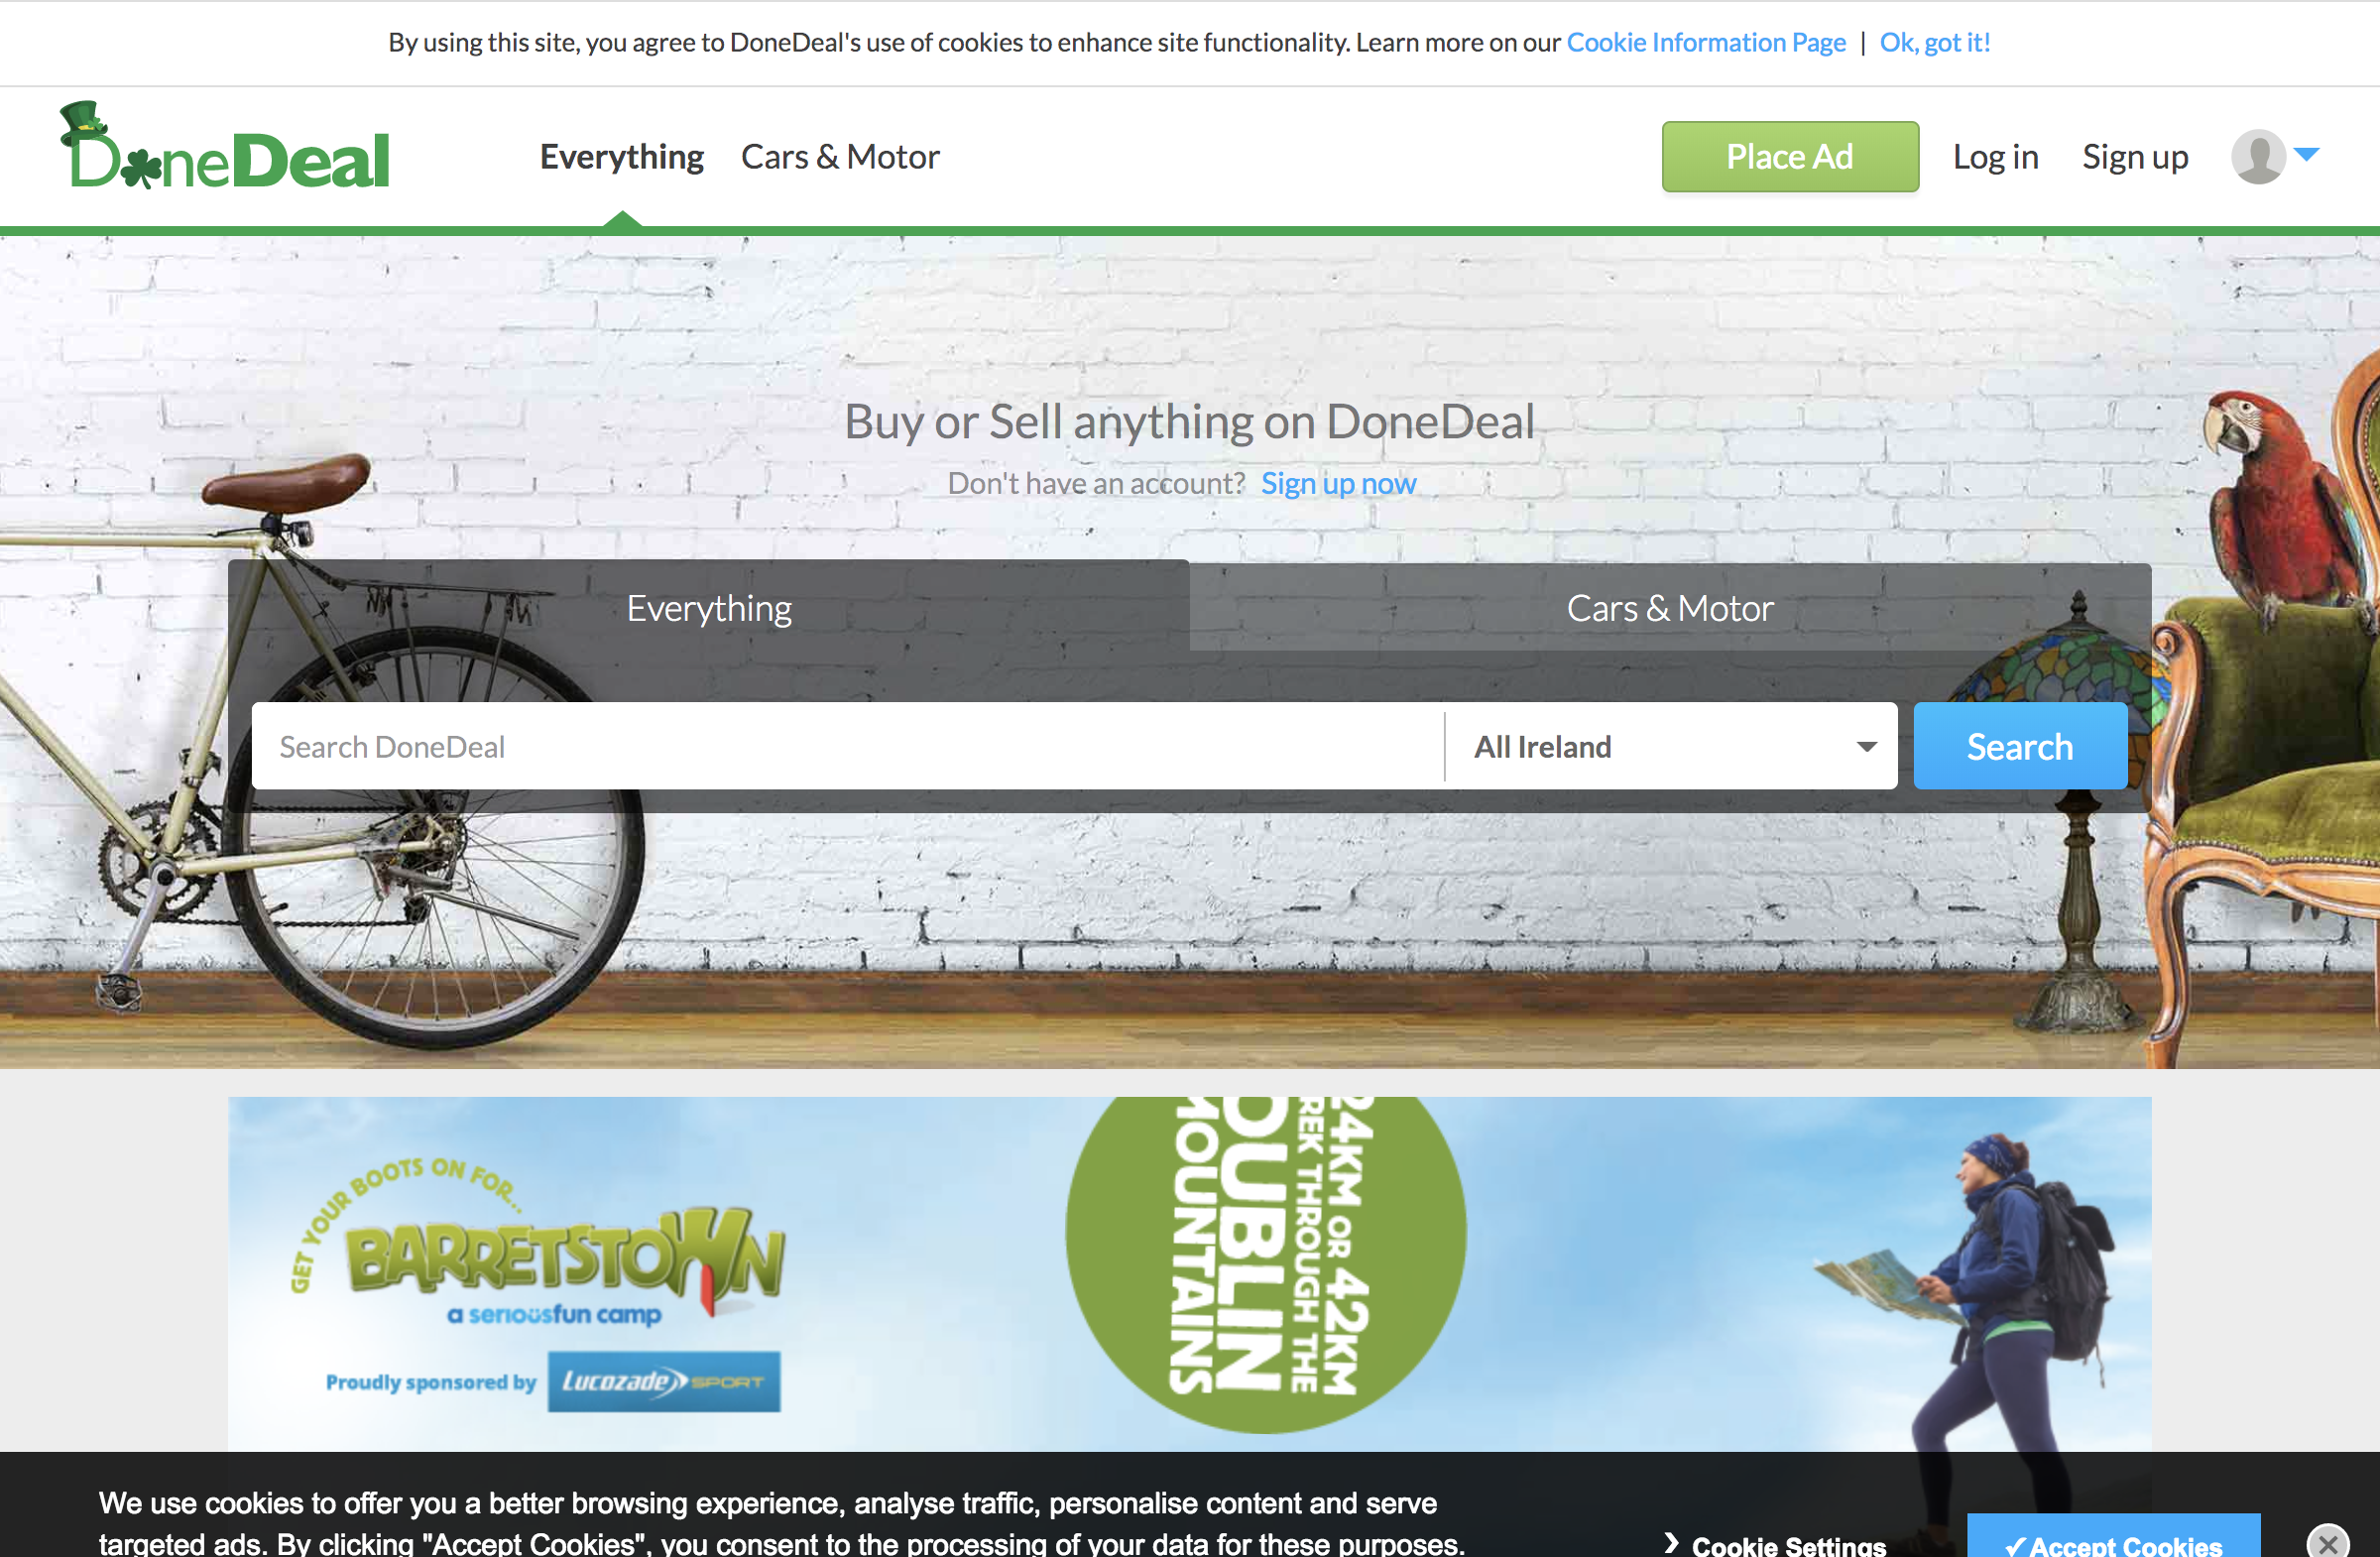 By using this site, you agree to DoneDeal's use of cookies to enhance site functionality. Learn more on our Cookie Information Page | Ok, got it!
DoneDeal
Everything
Cars & Motor
Place Ad
Log in
Sign up
Buy or Sell anything on DoneDeal
Don't have an account? Sign up now
Everything
Cars & Motor
Search DoneDeal
All Ireland
Search
GET YOUR BOOTS ON FOR...
BARRETSTOWN
a seriousfun camp
Proudly sponsored by
Lucozade SPORT
24KM OR 42KM
REK THROUGH THE
DUBLIN
MOUNTAINS
We use cookies to offer you a better browsing experience, analyse traffic, personalise content and serve
targeted ads. By clicking "Accept Cookies", you consent to the processing of your data for these purposes.
Cookie Settings
✓Accept Cookies